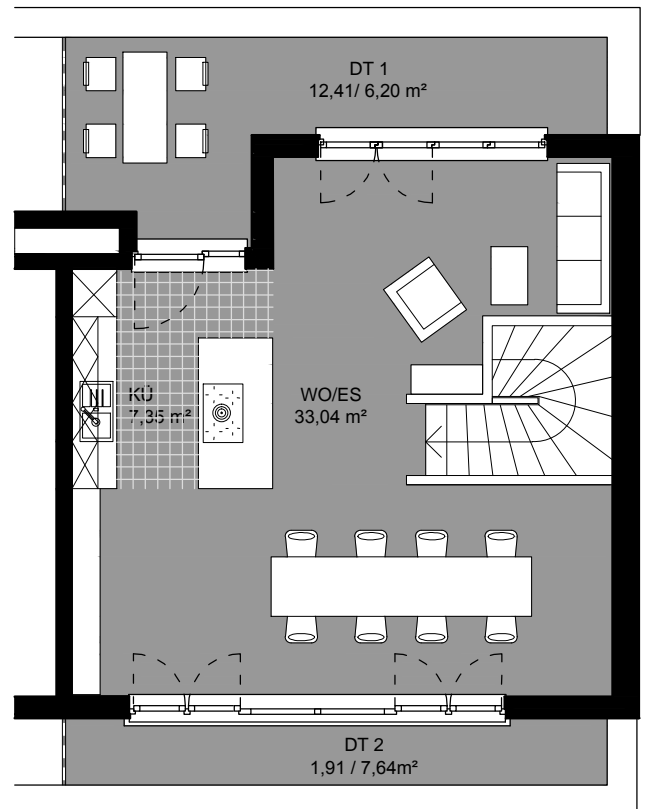 DT 1
12,41/ 6,20 m²
KÜ
7,35 m²
WO/ES
33,04 m²
DT 2
1,91 / 7,64m²